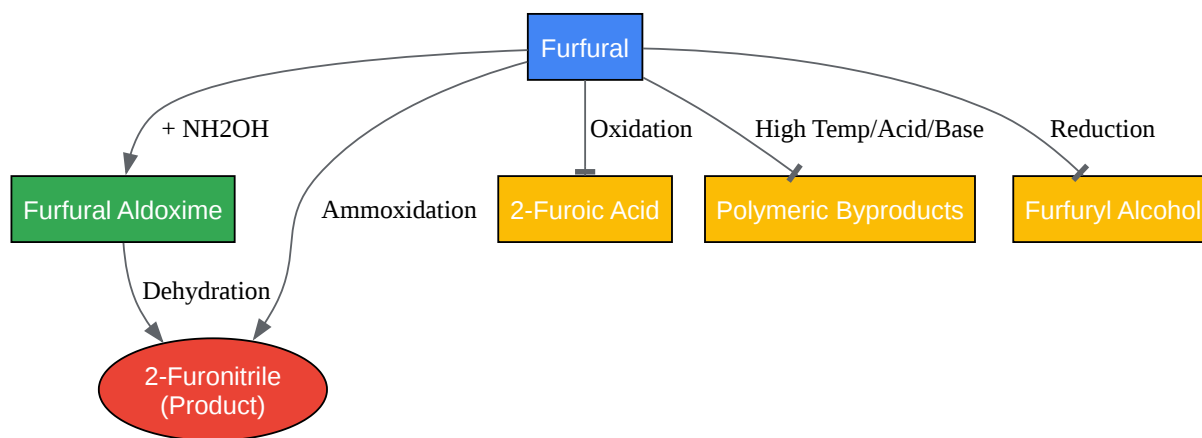 Furfural
+ NH2OH
Oxidation
High Temp/Acid/Base
Reduction
Furfural Aldoxime
Ammoxidation
2-Furoic Acid
Polymeric Byproducts
Furfuryl Alcohol
Dehydration
2-Furonitrile
(Product)